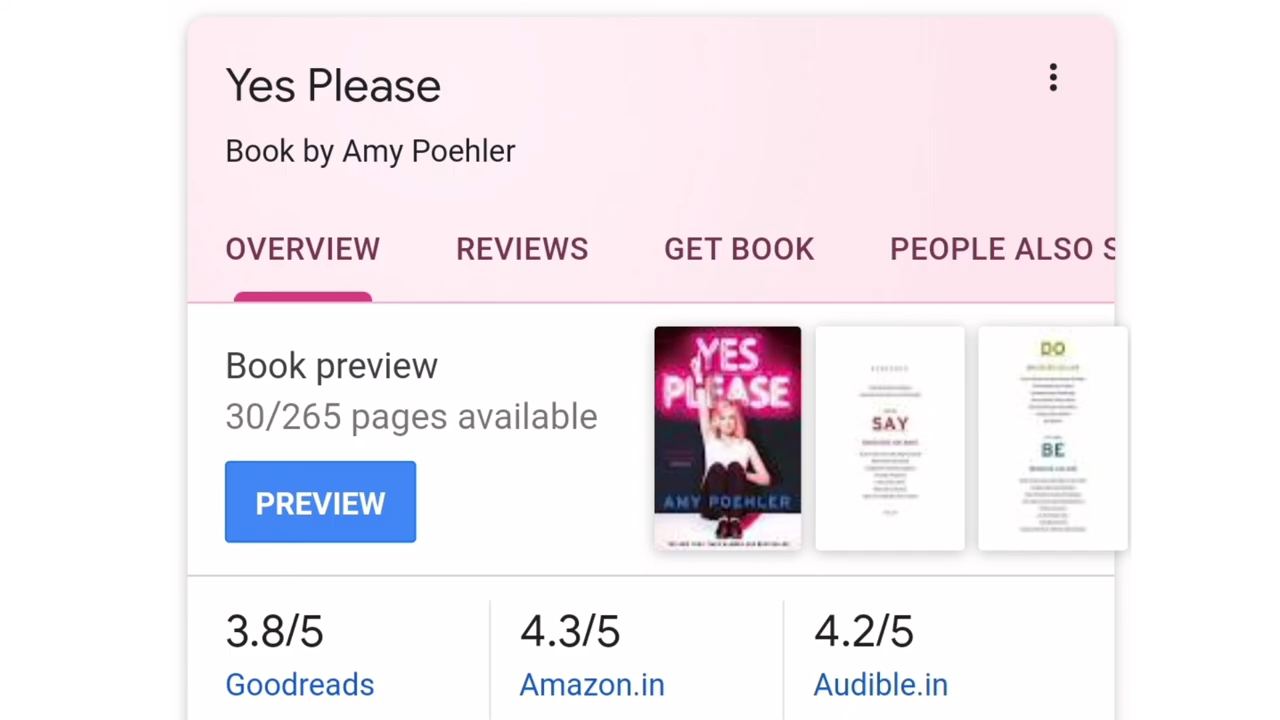 Yes Please
Book by Amy Poehler
OVERVIEW REVIEWS GET BOOK PEOPLE ALSO S
Book preview
30/265 pages available
PREVIEW
YES
PLEASE
AMY POEHLER
SAY
DO
BE
3.8/5 4.3/5 4.2/5
Goodreads Amazon.in Audible.in